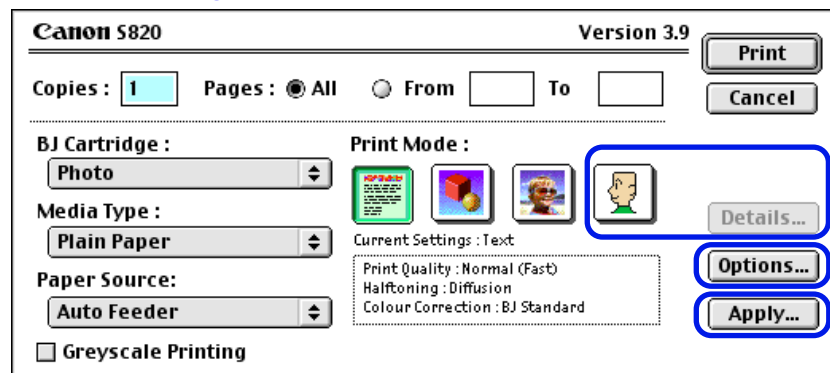 Canon S820 Version 3.9
Print
Copies : 1 Pages : All From To
Cancel
BJ Cartridge : Print Mode :
Photo
Media Type :
Details...
Plain Paper
Current Settings : Text
Print Quality : Normal (Fast)
Options...
Paper Source:
Halftoning : Diffusion
Colour Correction : BJ Standard
Auto Feeder
Apply...
Greyscale Printing